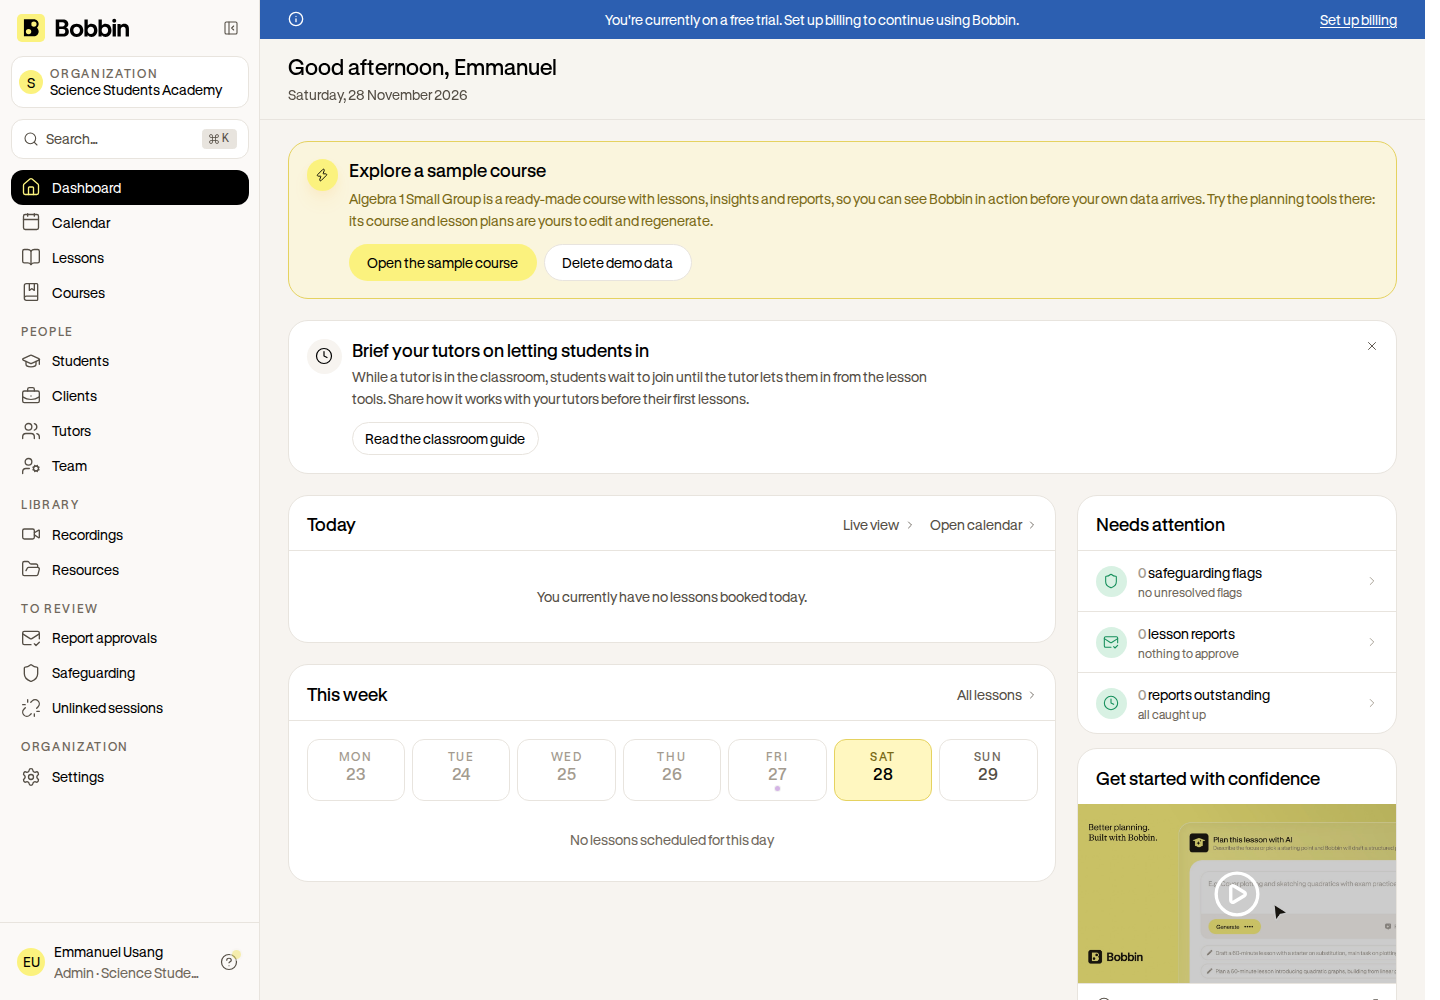 Bobbin
ORGANIZATION
S
Science Students Academy
Search...
⌘K
Dashboard
Calendar
Lessons
Courses
PEOPLE
Students
Clients
Tutors
Team
LIBRARY
Recordings
Resources
TO REVIEW
Report approvals
Safeguarding
Unlinked sessions
ORGANIZATION
Settings
EU
Emmanuel Usang
Admin · Science Stude...
You're currently on a free trial. Set up billing to continue using Bobbin.
Set up billing
Good afternoon, Emmanuel
Saturday, 28 November 2026
Explore a sample course
Algebra 1 Small Group is a ready-made course with lessons, insights and reports, so you can see Bobbin in action before your own data arrives. Try the planning tools there:
its course and lesson plans are yours to edit and regenerate.
Open the sample course
Delete demo data
Brief your tutors on letting students in
While a tutor is in the classroom, students wait to join until the tutor lets them in from the lesson
tools. Share how it works with your tutors before their first lessons.
Read the classroom guide
Today
Live view
Open calendar
You currently have no lessons booked today.
This week
All lessons
MON TUE WED THU FRI SAT SUN
23 24 25 26 27 28 29
No lessons scheduled for this day
Needs attention
0 safeguarding flags
no unresolved flags
0 lesson reports
nothing to approve
0 reports outstanding
all caught up
Get started with confidence
Better planning.
Built with Bobbin.
Plan this lesson with AI
Generate
Bobbin